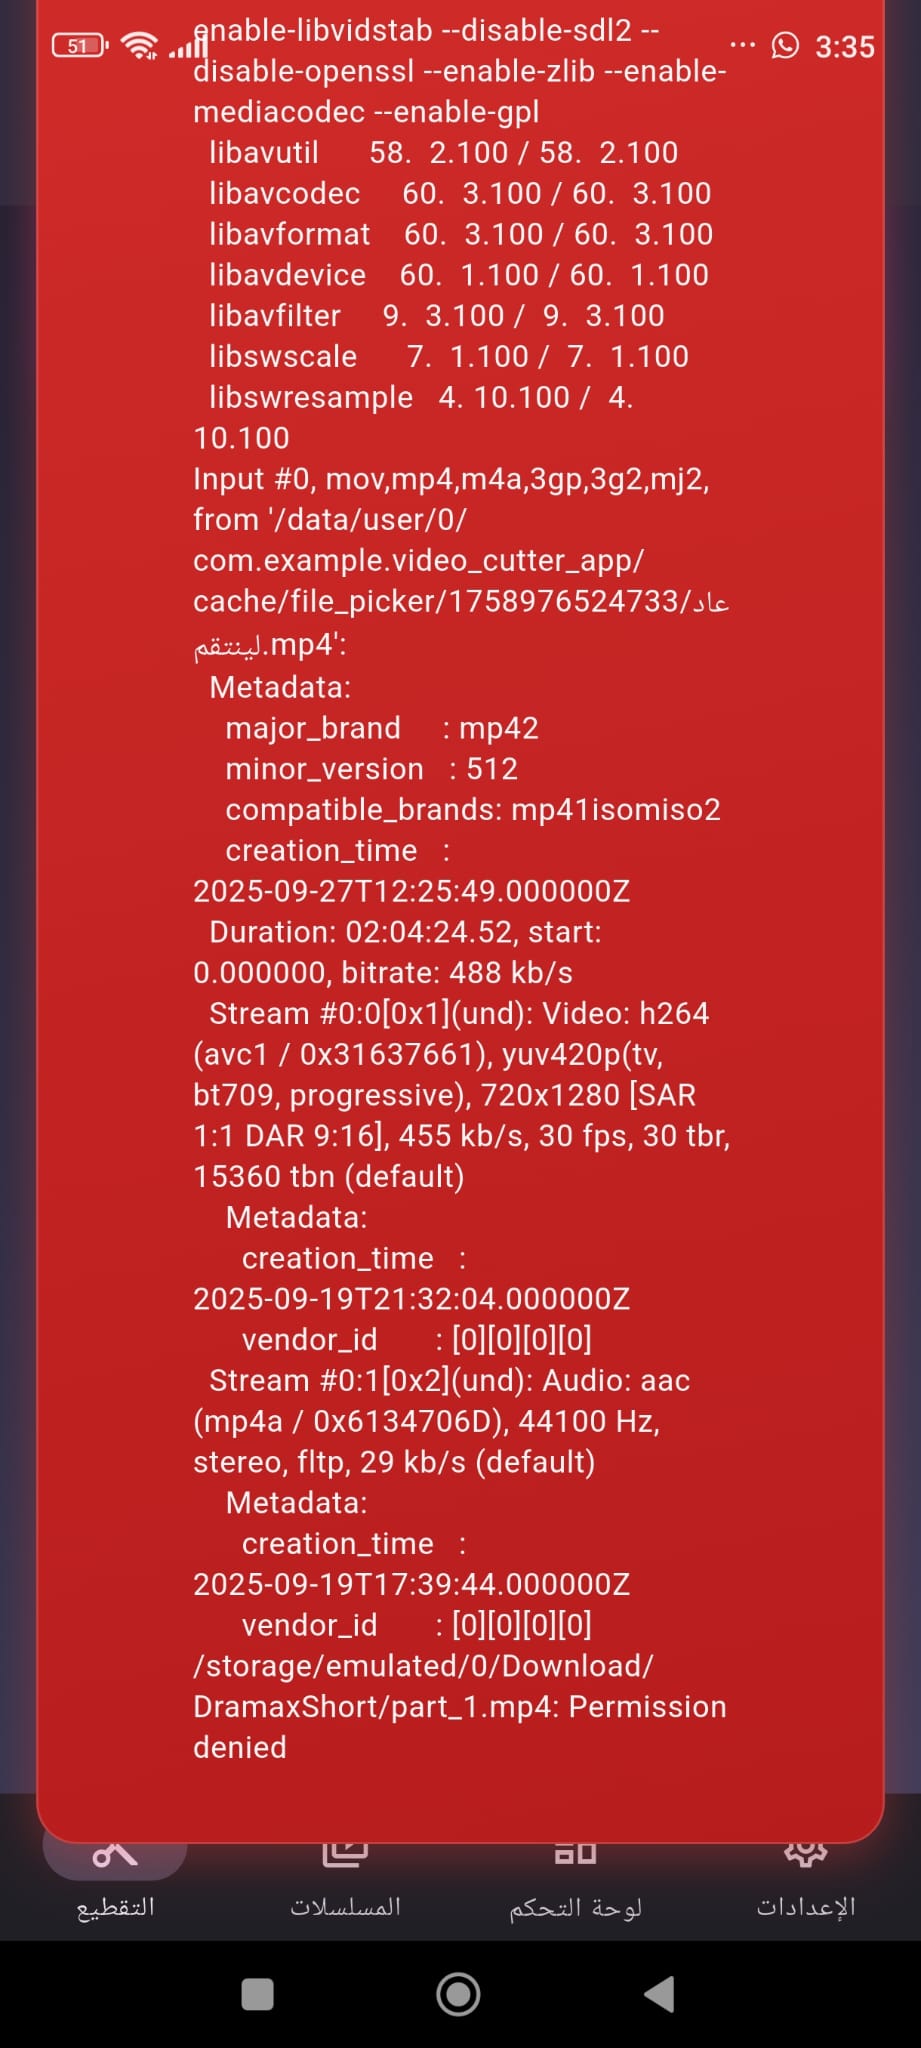 enable-libvidstab --disable-sdl2 --
51
3:35
disable-openssl --enable-zlib --enable-
mediacodec --enable-gpl
libavutil 58. 2.100 / 58. 2.100
libavcodec 60. 3.100 / 60. 3.100
libavformat 60. 3.100 / 60. 3.100
libavdevice 60. 1.100 / 60. 1.100
libavfilter 9. 3.100 / 9. 3.100
libswscale 7. 1.100 / 7. 1.100
libswresample 4. 10.100 / 4.
10.100
Input #0, mov,mp4,m4a,3gp,3g2,mj2,
from '/data/user/0/
com.example.video_cutter_app/
cache/file_picker/1758976524733/عاد
لينتقم.mp4':
Metadata:
major_brand : mp42
minor_version : 512
compatible_brands: mp41isomiso2
creation_time :
2025-09-27T12:25:49.000000Z
Duration: 02:04:24.52, start:
0.000000, bitrate: 488 kb/s
Stream #0:0[0x1](und): Video: h264
(avc1 / 0x31637661), yuv420p(tv,
bt709, progressive), 720x1280 [SAR
1:1 DAR 9:16], 455 kb/s, 30 fps, 30 tbr,
15360 tbn (default)
Metadata:
creation_time :
2025-09-19T21:32:04.000000Z
vendor_id : [0][0][0][0]
Stream #0:1[0x2](und): Audio: aac
(mp4a / 0x6134706D), 44100 Hz,
stereo, fltp, 29 kb/s (default)
Metadata:
creation_time :
2025-09-19T17:39:44.000000Z
vendor_id : [0][0][0][0]
/storage/emulated/0/Download/
DramaxShort/part_1.mp4: Permission
denied
الإعدادات
لوحة التحكم
المسلسلات
التقطيع